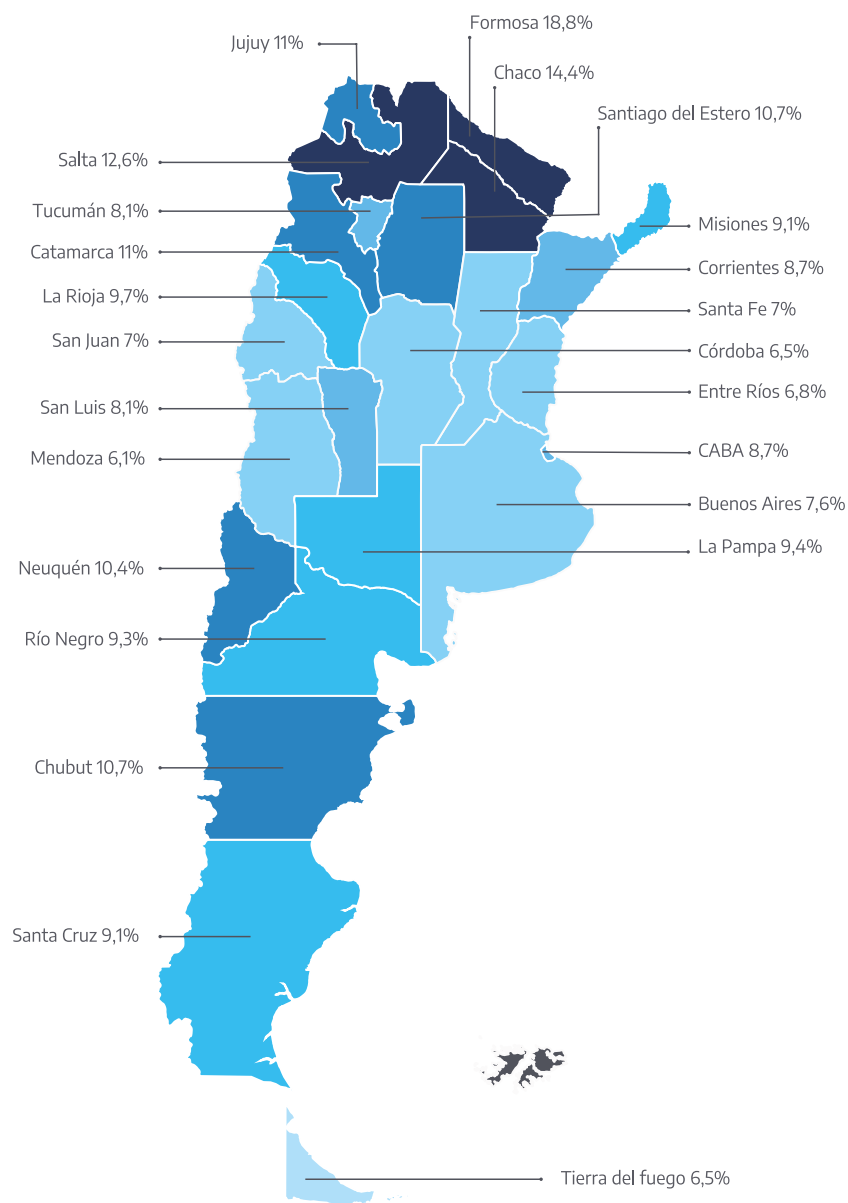 Formosa 18,8%
Jujuy 11%
Chaco 14,4%
Santiago del Estero 10,7%
Salta 12,6%
Tucumán 8,1%
Misiones 9,1%
Catamarca 11%
Corrientes 8,7%
La Rioja 9,7%
Santa Fe 7%
San Juan 7%
Córdoba 6,5%
Entre Ríos 6,8%
San Luis 8,1%
CABA 8,7%
Mendoza 6,1%
Buenos Aires 7,6%
La Pampa 9,4%
Neuquén 10,4%
Río Negro 9,3%
Chubut 10,7%
Santa Cruz 9,1%
Tierra del fuego 6,5%